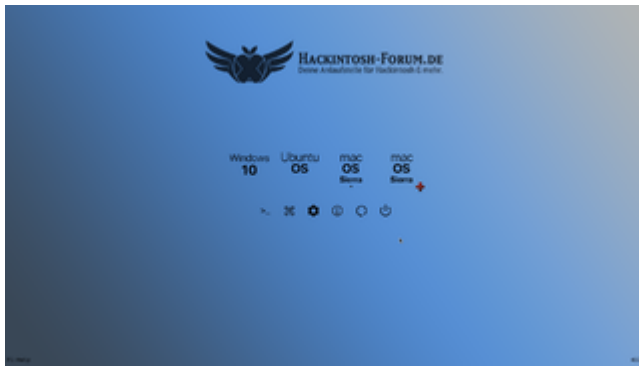 HACKINTOSH-FORUM.DE
Deine Anlaufstelle für Hackintosh & mehr.
Windows
10
Ubuntu
OS
mac
OS
Sierra
mac
OS
Sierra